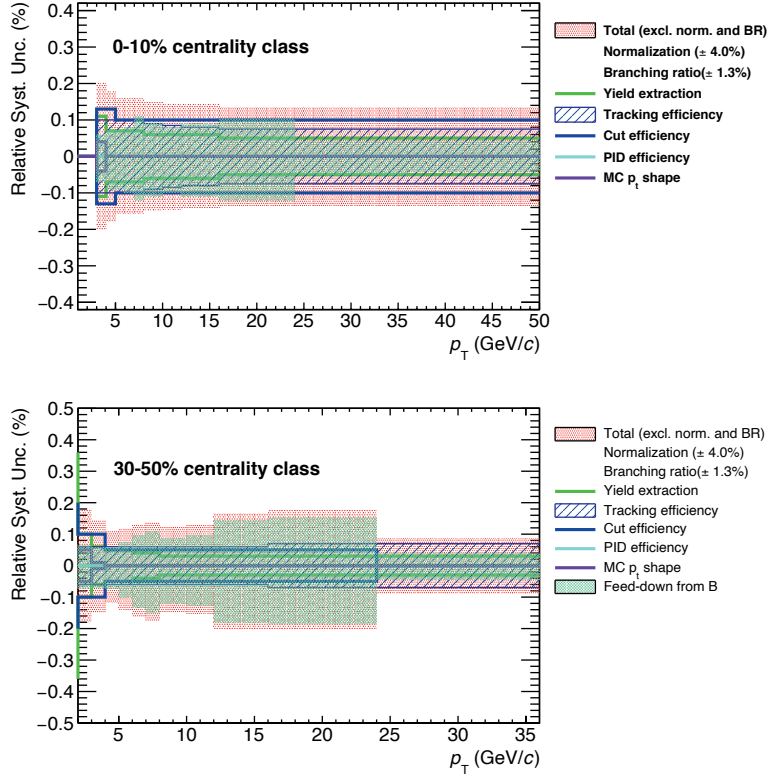 Relative Syst. Unc. (%)
0.4
0.3
0.2
0.1
0
−0.1
−0.2
−0.3
−0.4
0-10% centrality class
5 10 15 20 25 30 35 40 45 50
p_T (GeV/c)
Total (excl. norm. and BR)
Normalization (± 4.0%)
Branching ratio(± 1.3%)
Yield extraction
Tracking efficiency
Cut efficiency
PID efficiency
MC p_t shape
Relative Syst. Unc. (%)
0.5
0.4
0.3
0.2
0.1
0
−0.1
−0.2
−0.3
−0.4
−0.5
30-50% centrality class
5 10 15 20 25 30 35
p_T (GeV/c)
Total (excl. norm. and BR)
Normalization (± 4.0%)
Branching ratio(± 1.3%)
Yield extraction
Tracking efficiency
Cut efficiency
PID efficiency
MC p_t shape
Feed-down from B